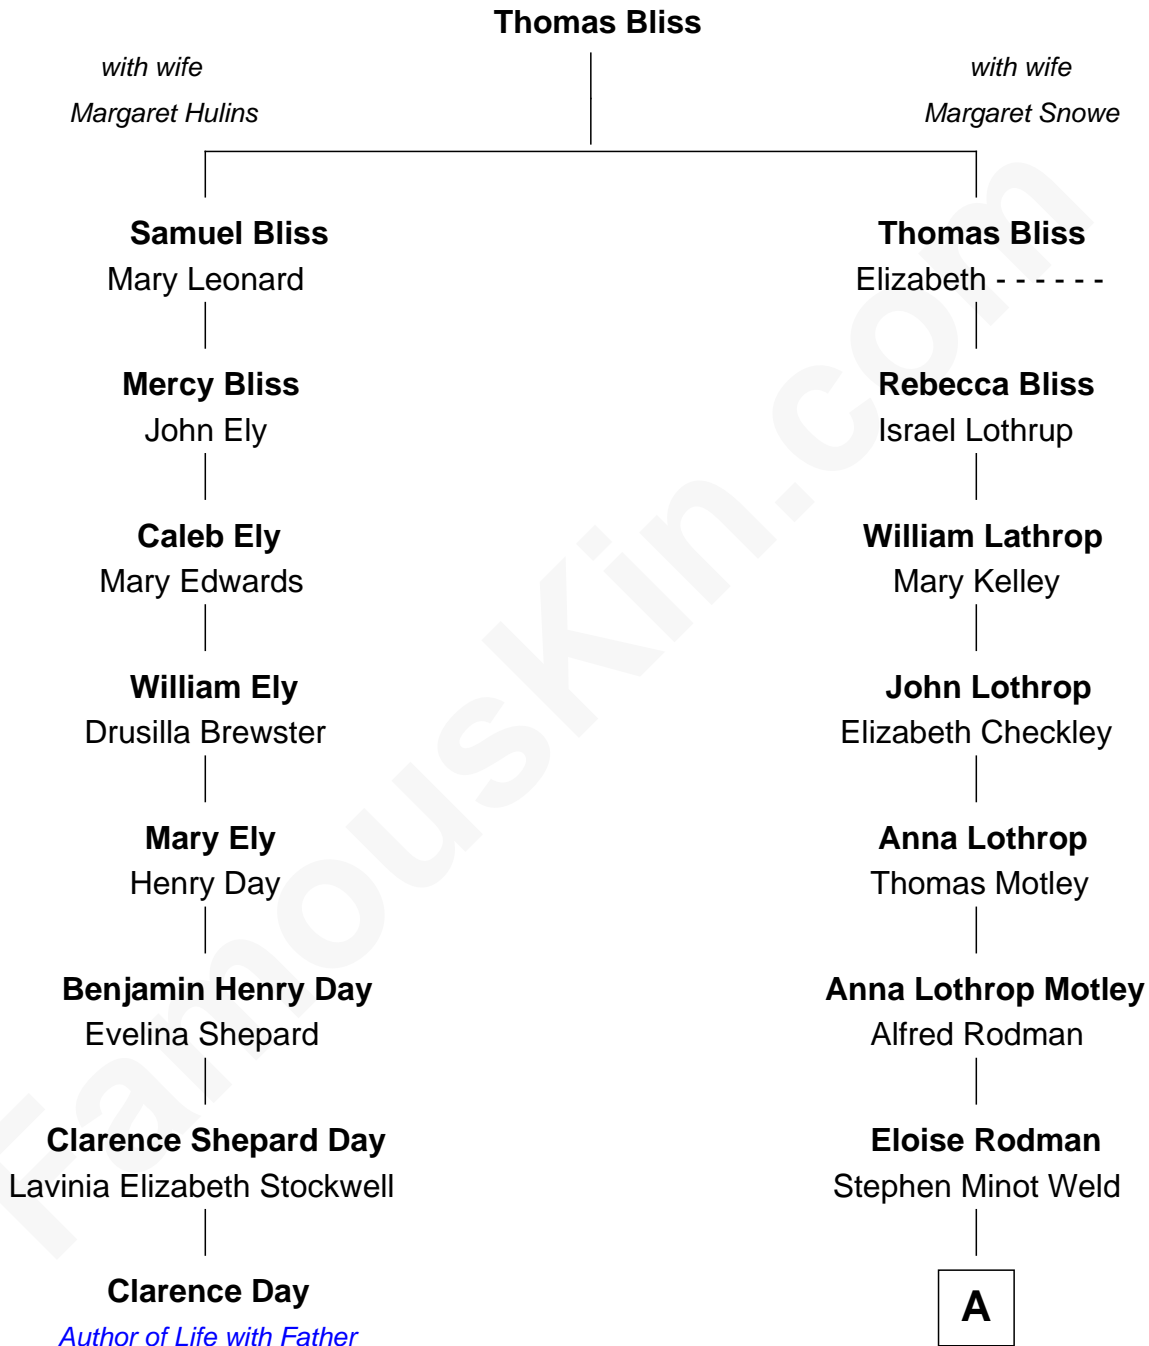 Thomas Bliss
with wife
Margaret Hulins
with wife
Margaret Snowe
Samuel Bliss
Mary Leonard
Thomas Bliss
Elizabeth - - - - - -
Mercy Bliss
John Ely
Rebecca Bliss
Israel Lothrup
Caleb Ely
Mary Edwards
William Lathrop
Mary Kelley
William Ely
Drusilla Brewster
John Lothrop
Elizabeth Checkley
Mary Ely
Henry Day
Anna Lothrop
Thomas Motley
Benjamin Henry Day
Evelina Shepard
Anna Lothrop Motley
Alfred Rodman
Clarence Shepard Day
Lavinia Elizabeth Stockwell
Eloise Rodman
Stephen Minot Weld
Clarence Day
Author of Life with Father
A
FamousKin.com